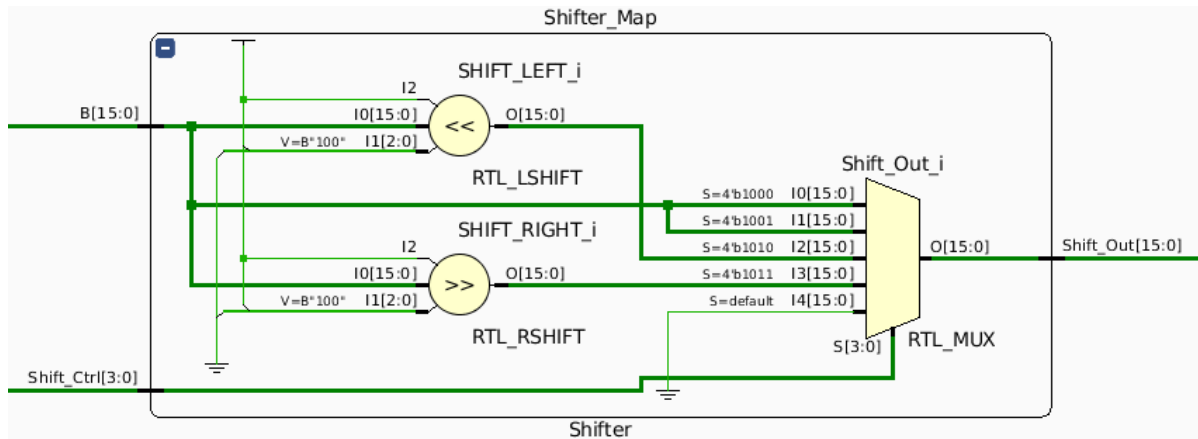 Shifter_Map
SHIFT_LEFT_i
I2
B[15:0]
I0[15:0]
<<
O[15:0]
V=B"100"
I1[2:0]
RTL_LSHIFT
Shift_Out_i
S=4'b1000
I0[15:0]
S=4'b1001
I1[15:0]
SHIFT_RIGHT_i
I2
S=4'b1010
I2[15:0]
O[15:0]
Shift_Out[15:0]
I0[15:0]
>>
O[15:0]
S=4'b1011
I3[15:0]
V=B"100"
I1[2:0]
S=default
I4[15:0]
RTL_RSHIFT
S[3:0]
RTL_MUX
Shift_Ctrl[3:0]
Shifter